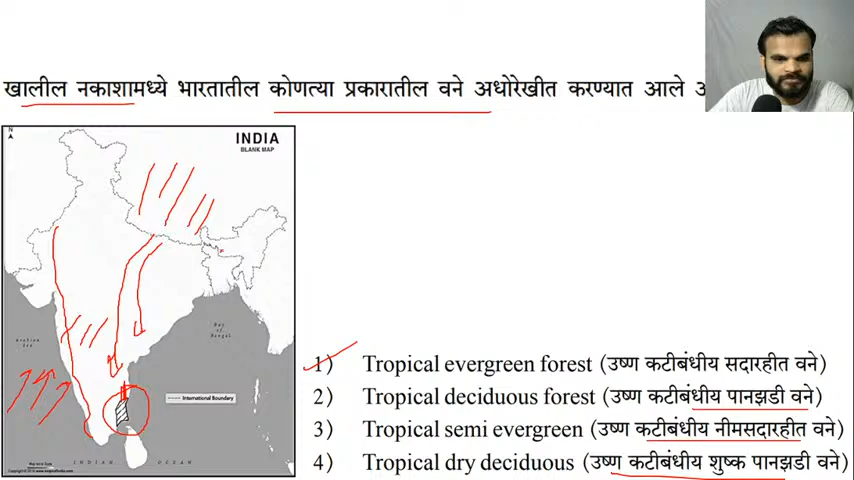 खालील नकाशामध्ये भारतातील कोणत्या प्रकारातील वने अधोरेखीत करण्यात आले
N
INDIA
BLANK MAP
Arabian
Sea
Bay
of
Bengal
International Boundary
INDIAN OCEAN
1) Tropical evergreen forest (उष्ण कटीबंधीय सदारहीत वने)
2) Tropical deciduous forest (उष्ण कटीबंधीय पानझडी वने)
3) Tropical semi evergreen (उष्ण कटीबंधीय नीमसदारहीत वने)
4) Tropical dry deciduous (उष्ण कटीबंधीय शुष्क पानझडी वने)